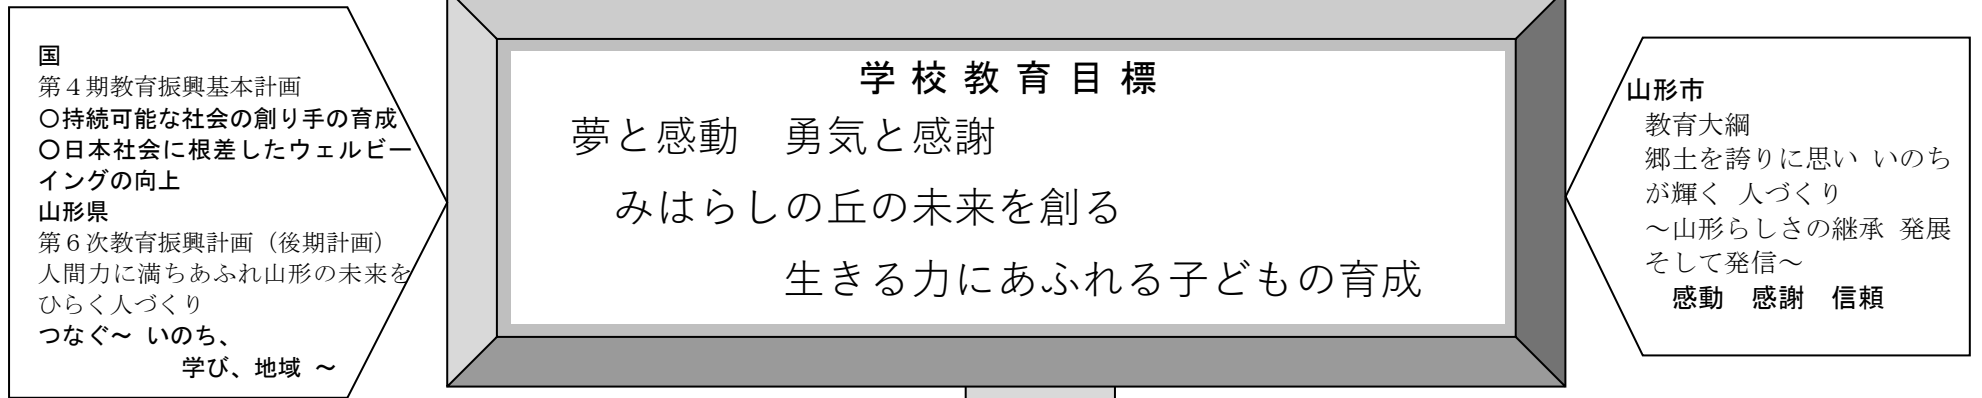 国
第４期教育振興基本計画
〇持続可能な社会の創り手の育成
〇日本社会に根差したウェルビー
イングの向上
山形県
第６次教育振興計画（後期計画）
人間力に満ちあふれ山形の未来を
ひらく人づくり
つなぐ～ いのち、
学び、地域 ～
学 校 教 育 目 標
夢と感動　勇気と感謝
みはらしの丘の未来を創る
生きる力にあふれる子どもの育成
山形市
教育大綱
郷土を誇りに思い いのち
が輝く 人づくり
～山形らしさの継承 発展
そして発信～
感動　感謝　信頼